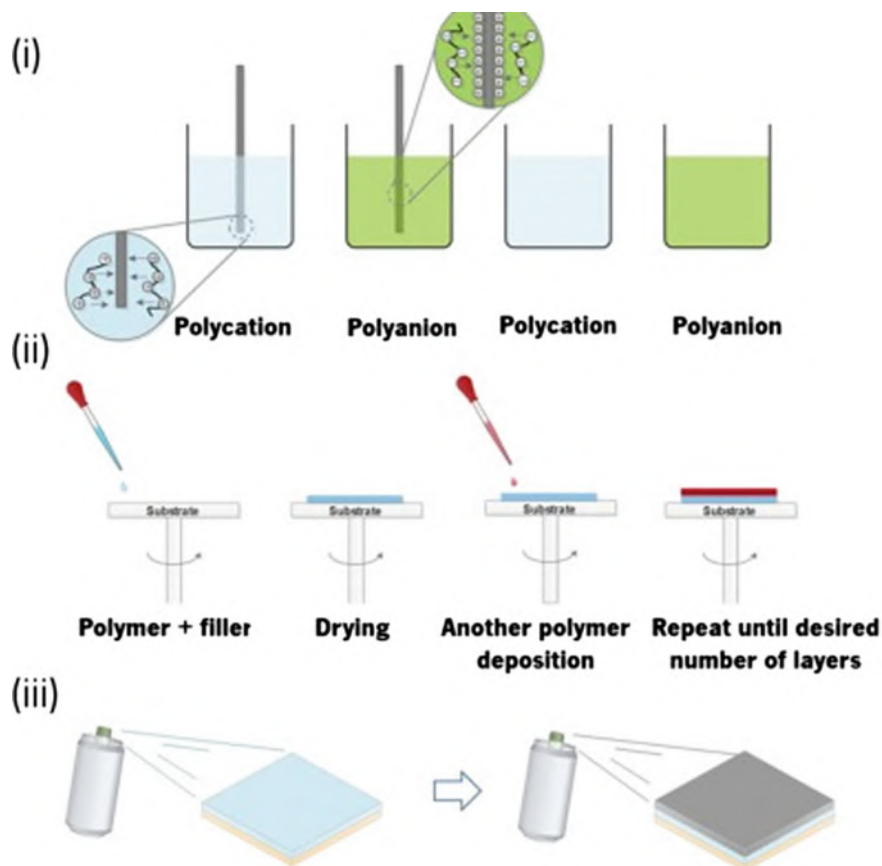 (i)
Polycation
Polyanion
Polycation
Polyanion
(ii)
Substrate
Substrate
Substrate
Substrate
Polymer + filler
Drying
Another polymer
deposition
Repeat until desired
number of layers
(iii)